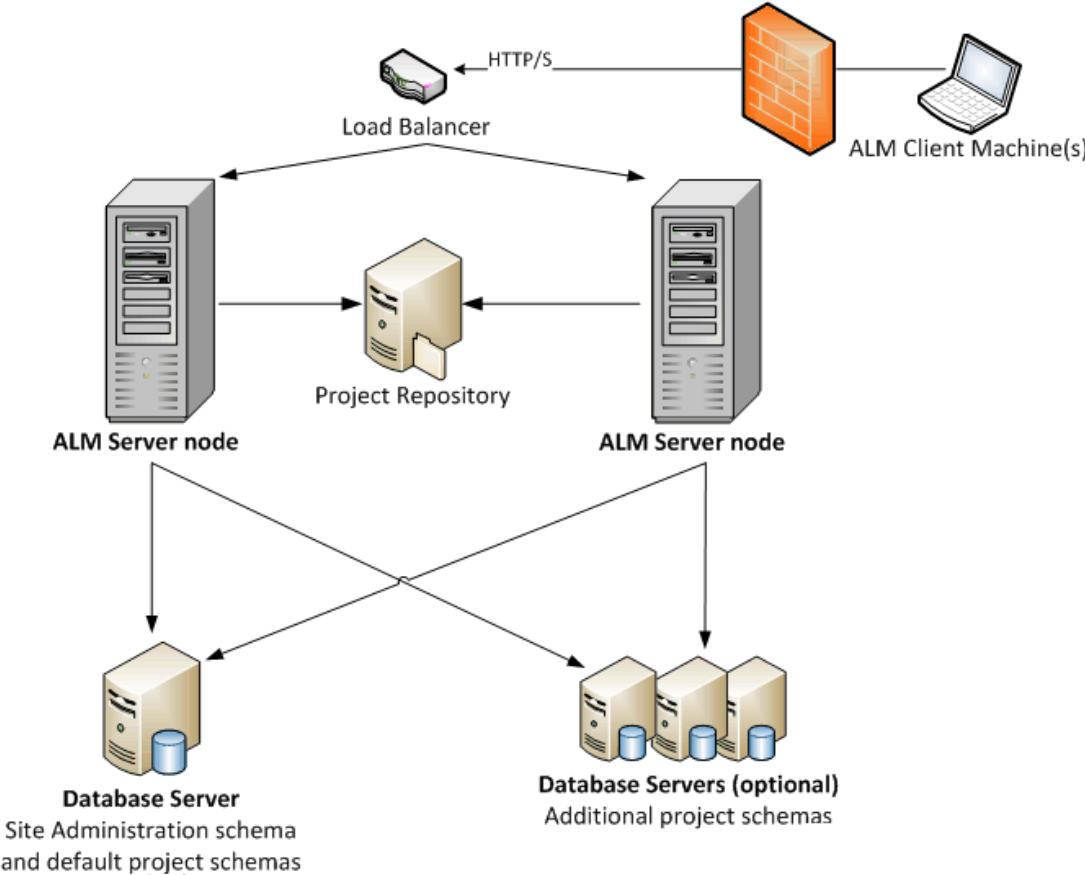 HTTP/S
Load Balancer
ALM Client Machine(s)
Project Repository
ALM Server node
ALM Server node
Database Server
Site Administration schema
and default project schemas
Database Servers (optional)
Additional project schemas